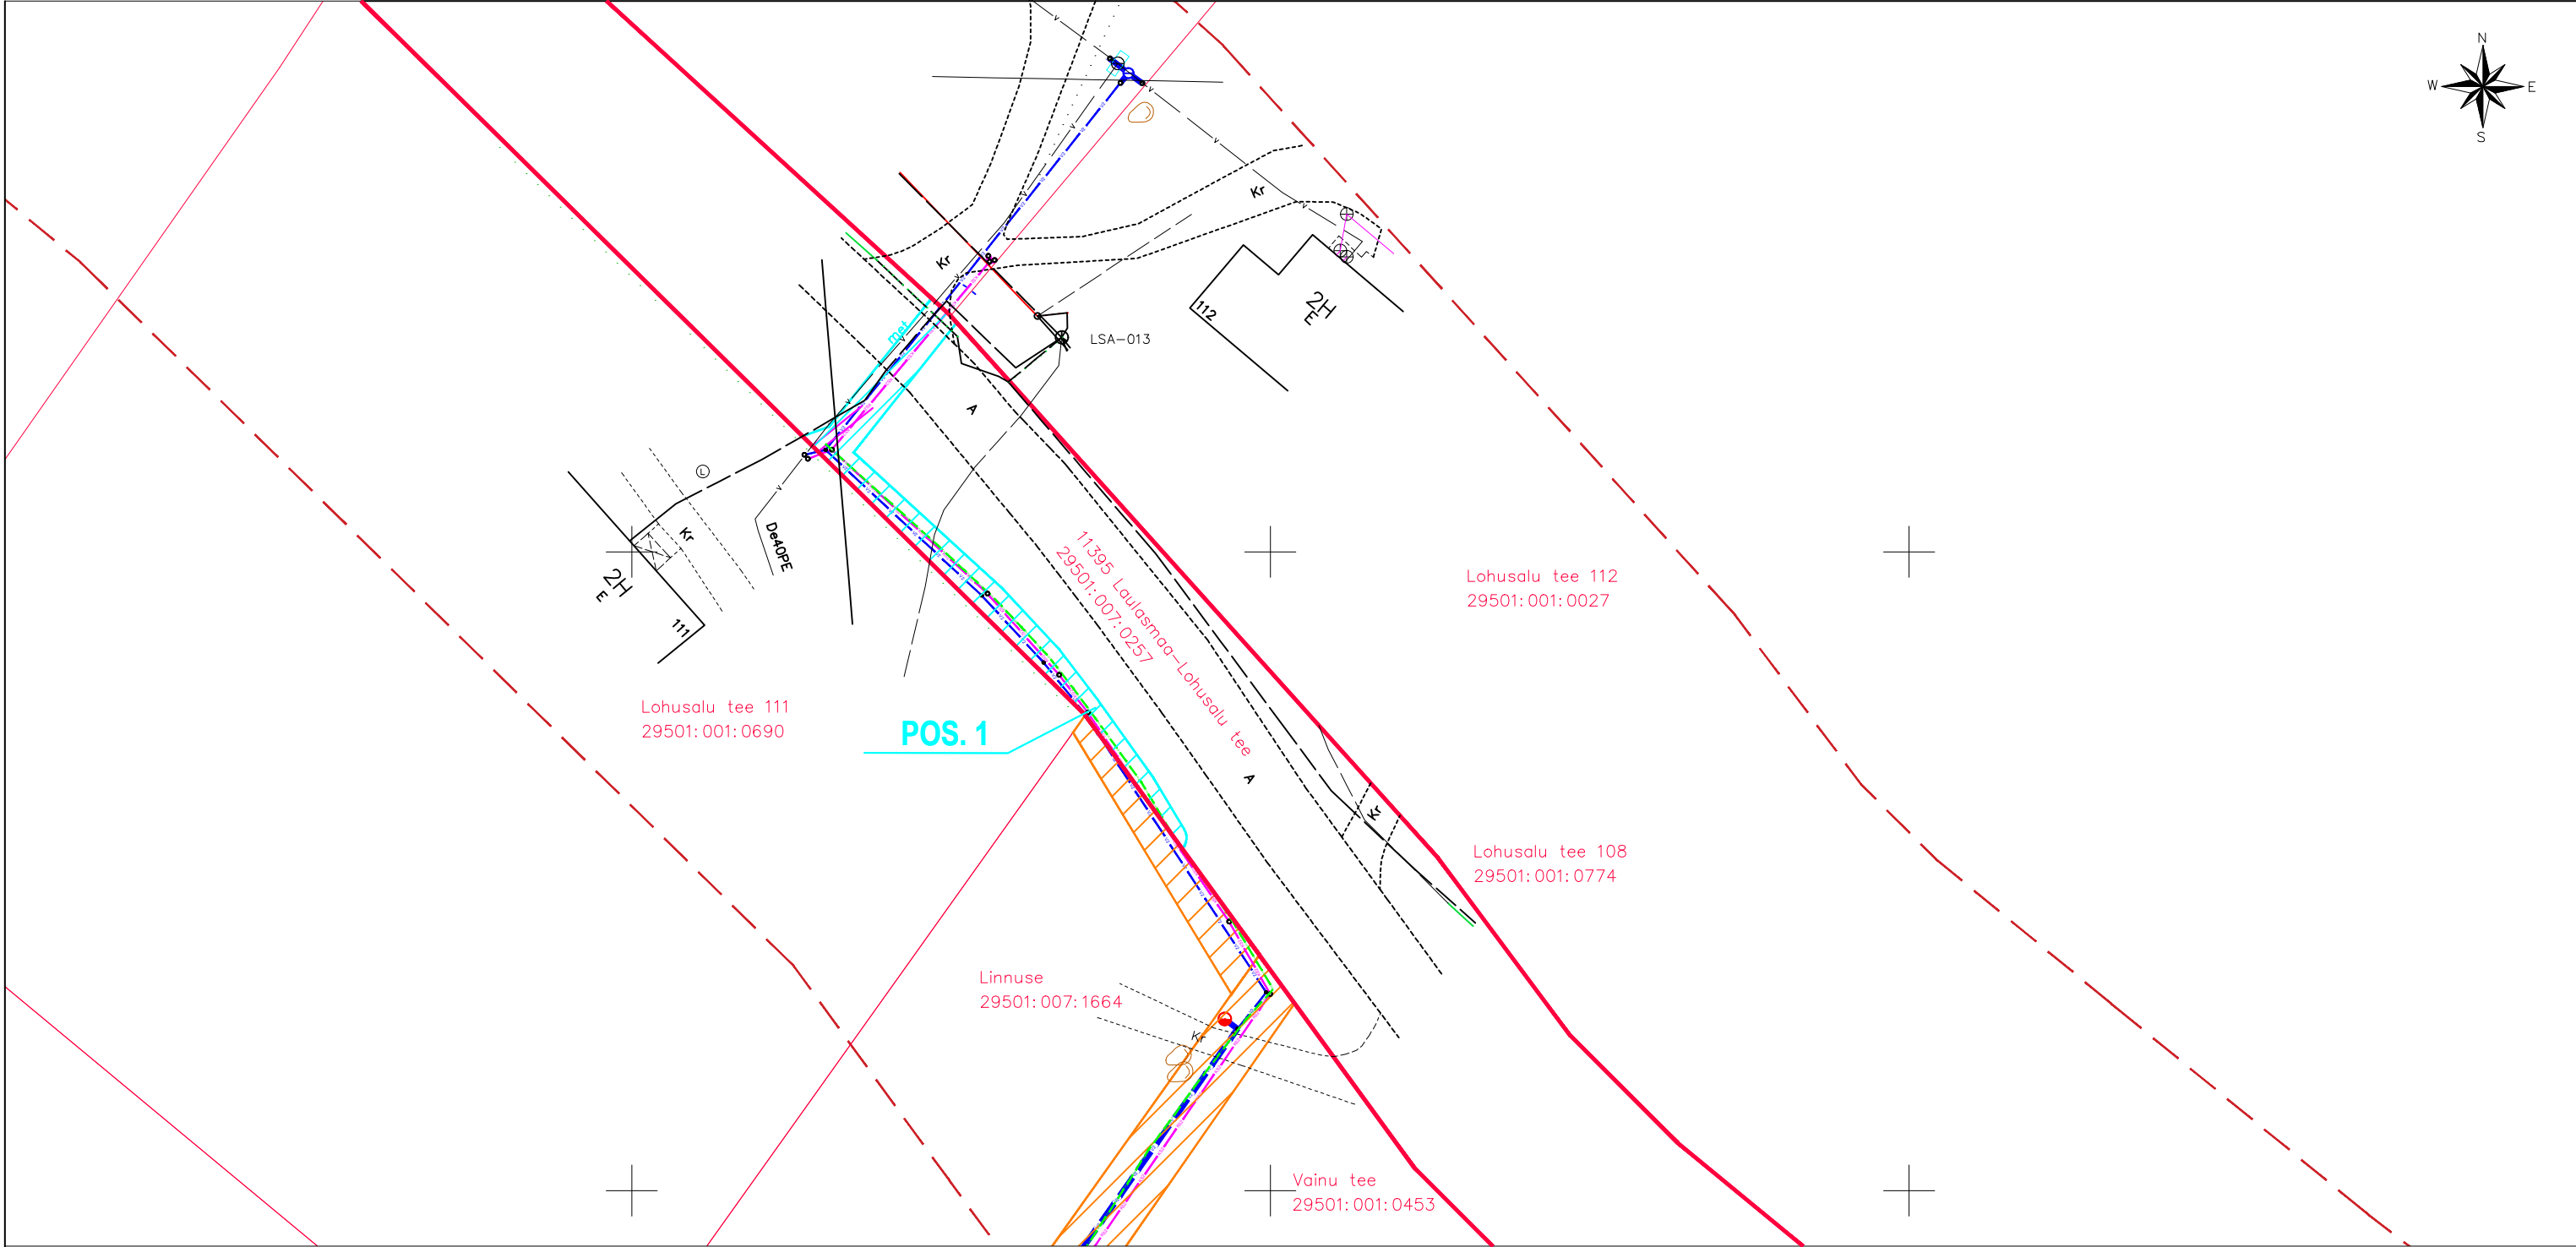 N
W
E
S
Kr
Kr
112
2H
E
LSA-013
met
A
L
Kr
De40PE
2H
E
111
11395 Laulasmaa-Lohusalu tee
29501:007:0257
Lohusalu tee 112
29501:001:0027
Lohusalu tee 111
29501:001:0690
POS. 1
A
Kr
Lohusalu tee 108
29501:001:0774
Linnuse
29501:007:1664
Kr
Vainu tee
29501:001:0453